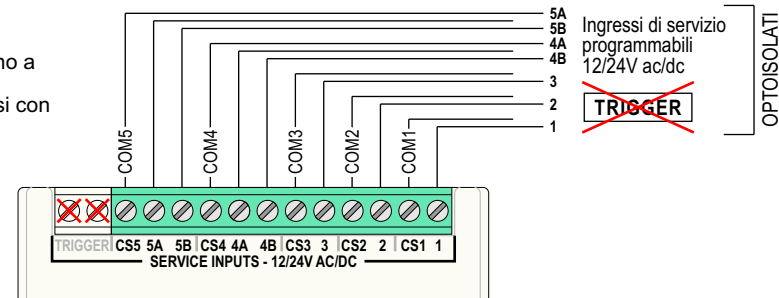 no a
si con
5A
5B
4A
4B
3
2
1
Ingressi di servizio
programmabili
12/24V ac/dc
TRIGGER
OPTOISOLATI
COM5
COM4
COM3
COM2
COM1
TRIGGER CS5 5A 5B CS4 4A 4B CS3 3 CS2 2 CS1 1
SERVICE INPUTS - 12/24V AC/DC